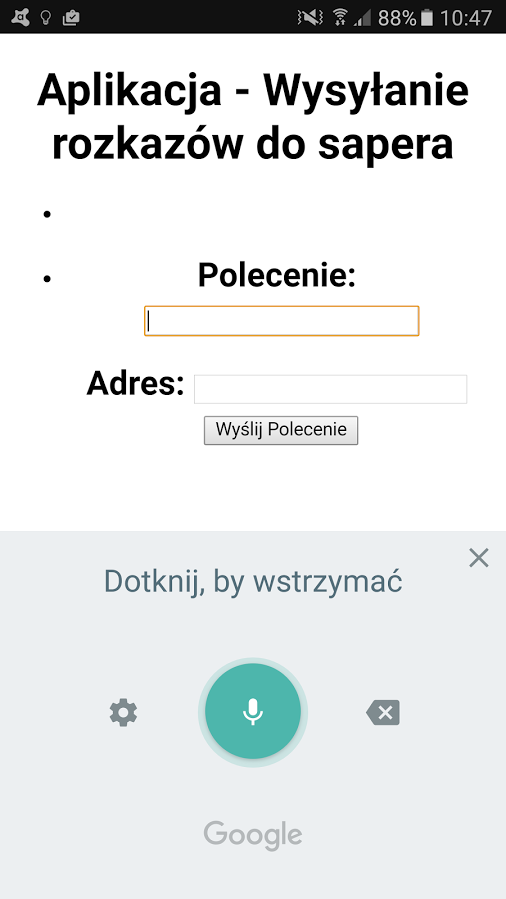 88% 10:47
Aplikacja - Wysyłanie
rozkazów do sapera
Polecenie:
Adres:
Wyślij Polecenie
Dotknij, by wstrzymać
Google